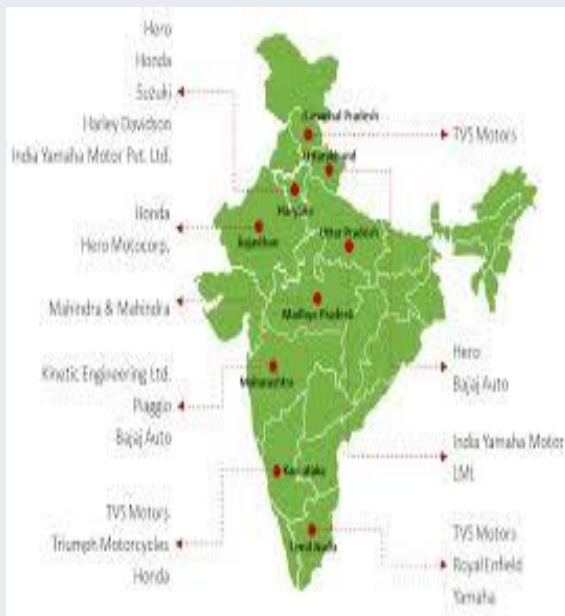 Hero
Honda
Suzuki
Harley Davidson
India Yamaha Motor Pvt. Ltd.
Honda
Hero Motocorp.
Mahindra & Mahindra
Kinetic Engineering Ltd.
Piaggio
Bajaj Auto
TVS Motors
Triumph Motorcycles
Honda
Himachal Pradesh
Uttarakhand
Haryana
Rajasthan
Uttar Pradesh
Madhya Pradesh
Maharashtra
Karnataka
Tamil Nadu
TVS Motors
Hero
Bajaj Auto
India Yamaha Motor
LML
TVS Motors
Royal Enfield
Yamaha